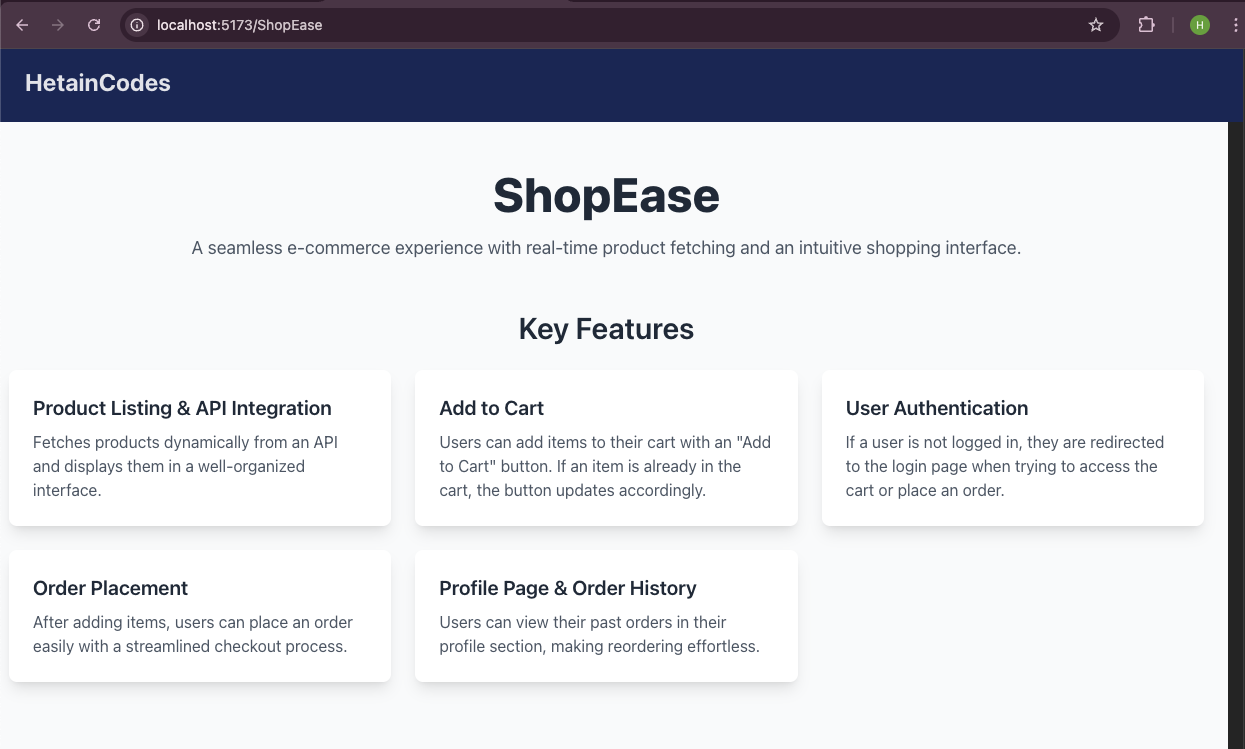 localhost:5173/ShopEase
H
HetainCodes
ShopEase
A seamless e-commerce experience with real-time product fetching and an intuitive shopping interface.
Key Features
Product Listing & API Integration
Fetches products dynamically from an API
and displays them in a well-organized
interface.
Add to Cart
Users can add items to their cart with an "Add
to Cart" button. If an item is already in the
cart, the button updates accordingly.
User Authentication
If a user is not logged in, they are redirected
to the login page when trying to access the
cart or place an order.
Order Placement
After adding items, users can place an order
easily with a streamlined checkout process.
Profile Page & Order History
Users can view their past orders in their
profile section, making reordering effortless.